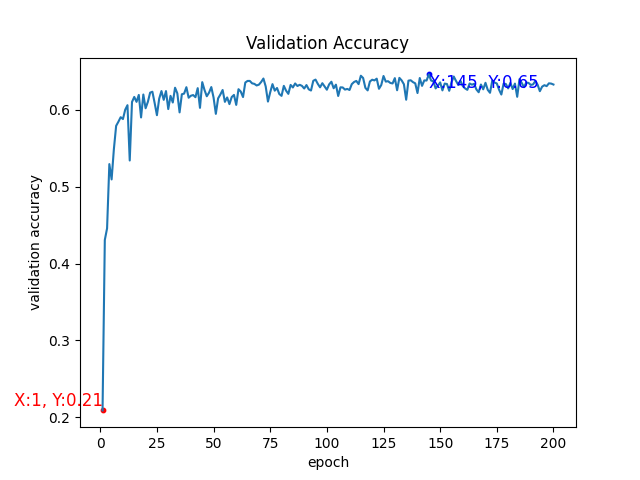 Validation Accuracy
validation accuracy
0.6
0.5
0.4
0.3
0.2
X:145, Y:0.65
X:1, Y:0.21
0 25 50 75 100 125 150 175 200
epoch